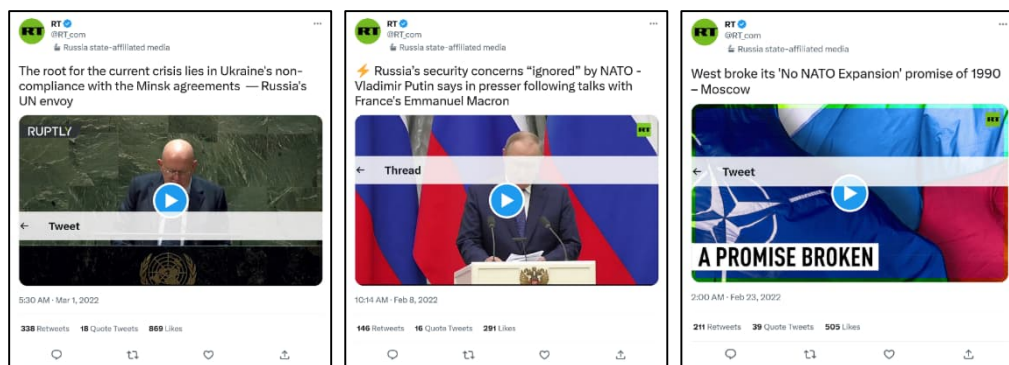 RT
@RT_com
Russia state-affiliated media
The root for the current crisis lies in Ukraine's non-
compliance with the Minsk agreements — Russia's
UN envoy
RUPTLY
Tweet
5:30 AM · Mar 1, 2022
338 Retweets 18 Quote Tweets 869 Likes
RT
@RT_com
Russia state-affiliated media
⚡ Russia's security concerns "ignored" by NATO -
Vladimir Putin says in presser following talks with
France's Emmanuel Macron
RT
Thread
10:14 AM · Feb 8, 2022
146 Retweets 16 Quote Tweets 291 Likes
RT
@RT_com
Russia state-affiliated media
West broke its 'No NATO Expansion' promise of 1990
– Moscow
RT
Tweet
A PROMISE BROKEN
2:00 AM · Feb 23, 2022
211 Retweets 39 Quote Tweets 505 Likes